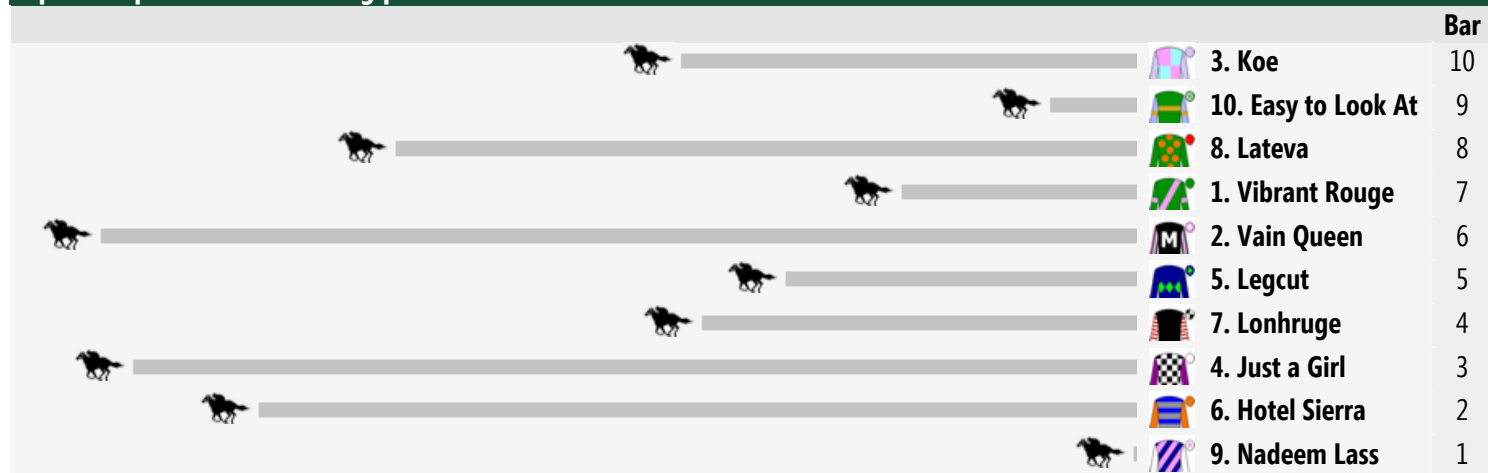 Bar
3. Koe 10
10. Easy to Look At 9
8. Lateva 8
1. Vibrant Rouge 7
M
2. Vain Queen 6
5. Legcut 5
7. Lonhruge 4
4. Just a Girl 3
6. Hotel Sierra 2
9. Nadeem Lass 1